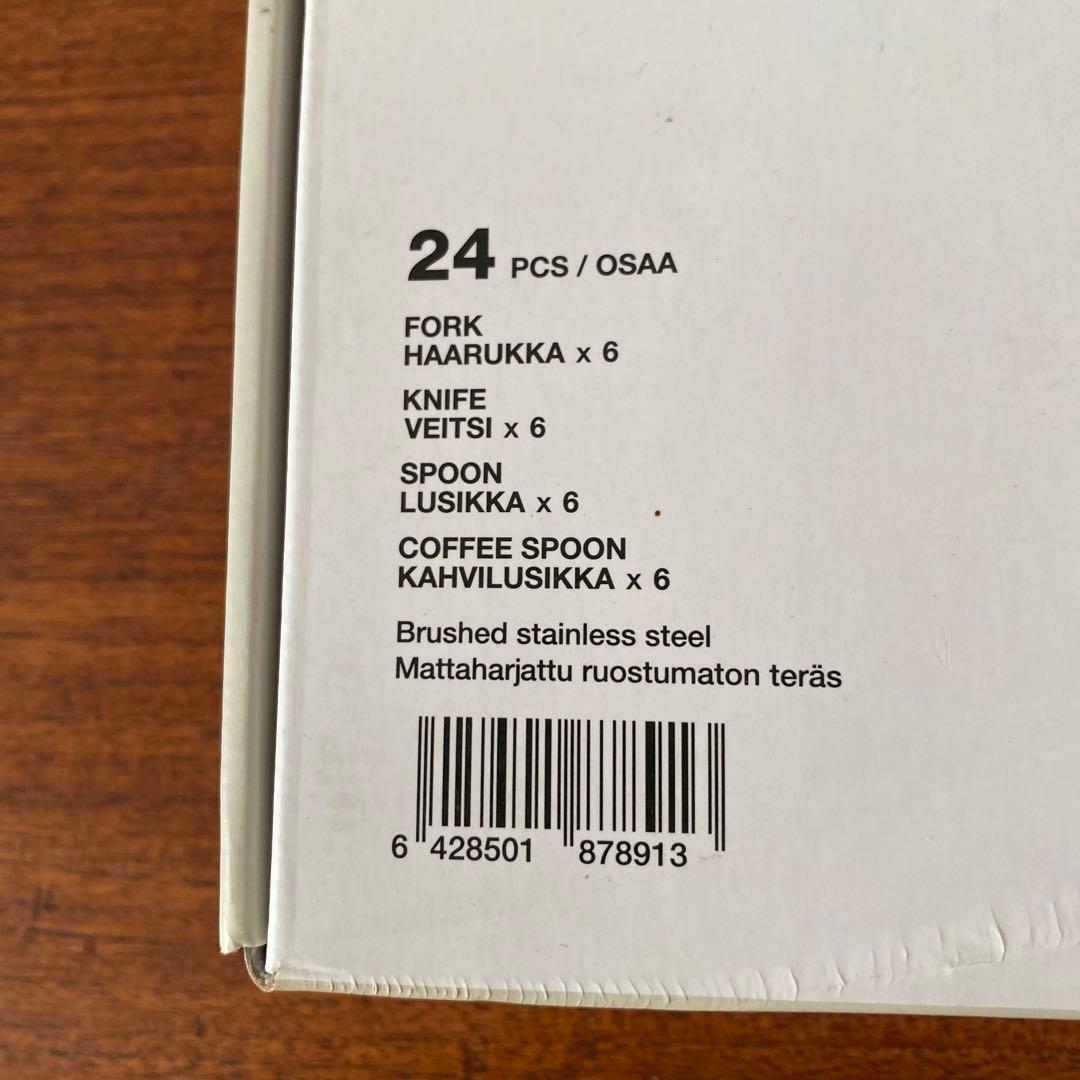 24 PCS / OSAA
FORK
HAARUKKA x 6
KNIFE
VEITSI x 6
SPOON
LUSIKKA x 6
COFFEE SPOON
KAHVILUSIKKA x 6
Brushed stainless steel
Mattaharjattu ruostumaton teräs
6 428501 878913